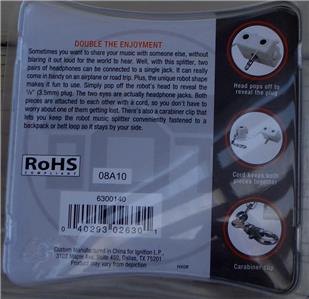 DOUBLE THE ENJOYMENT
Sometimes you want to share your music with someone else, without
blaring it out loud for the world to hear. Well, with this splitter, two
pairs of headphones can be connected to a single jack. It can really
come in handy on an airplane or road trip. Plus, the unique robot shape
makes it fun to use. Simply pop off the robot's head to reveal the
⅛" (3.5mm) plug. The two eyes are actually headphone jacks. Both
pieces are attached to each other with a cord, so you don't have to
worry about one of them getting lost. There's also a carabiner clip that
lets you keep the robot music splitter conveniently fastened to a
backpack or belt loop so it stays by your side.
Head pops off
to reveal the plug
Cord keeps both
pieces together
Carabiner clip
RoHS
COMPLIANT
08A10
6300140
0 40293 02630 1
Custom Manufactured in China for Ignition L.P.,
3102 Maple Ave, Suite 450, Dallas, TX 75201
Product may vary from depiction